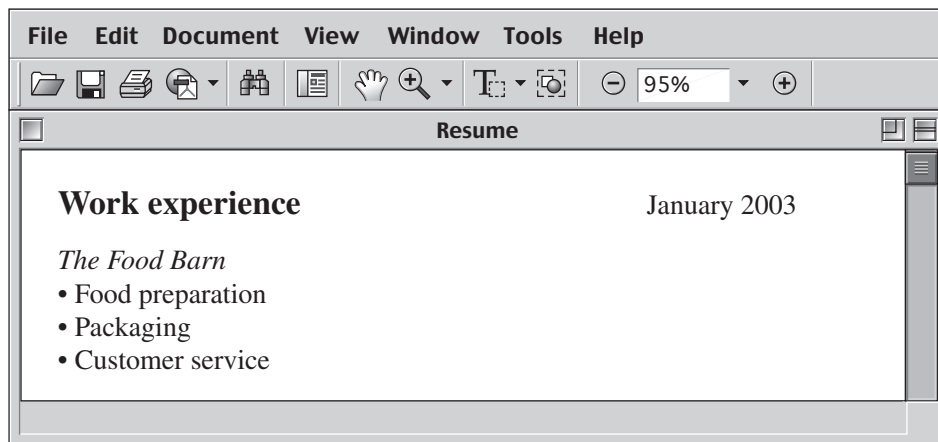 File Edit Document View Window Tools Help
95%
Resume
Work experience January 2003
The Food Barn
• Food preparation
• Packaging
• Customer service